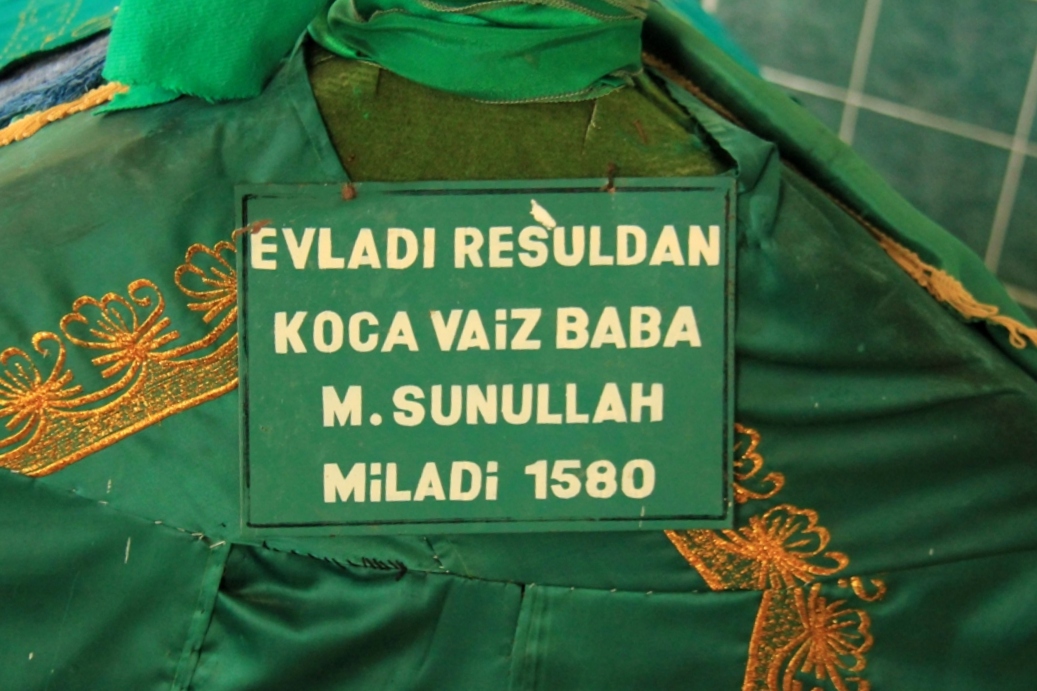 EVLADI RESULDAN
KOCA VAiZ BABA
M. SUNULLAH
MiLADi 1580